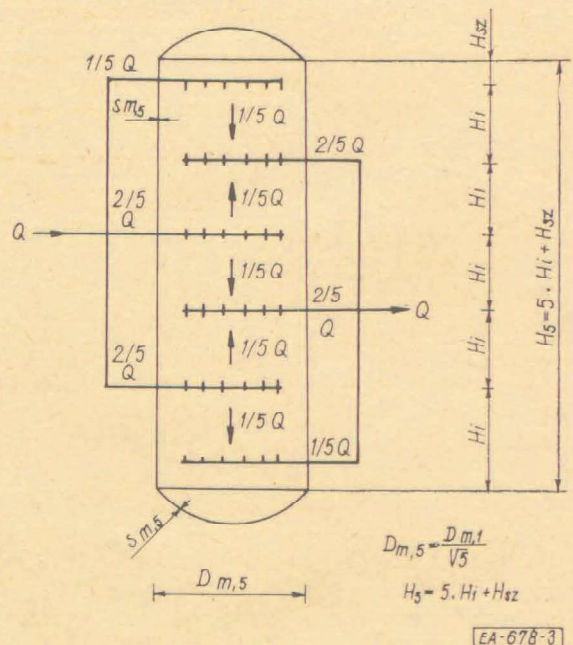 Hsz
1/5 Q
Sm5
1/5 Q
Hi
2/5 Q
2/5
Q
1/5 Q
Hi
Q
1/5 Q
Hi
H5 = 5 · Hi + Hsz
2/5
Q
Q
2/5
Q
1/5 Q
Hi
1/5 Q
Hi
1/5 Q
Sm,5
Dm,5 = Dm,1 / √5
Dm,5
H5 = 5 · Hi + Hsz
EA-678-3